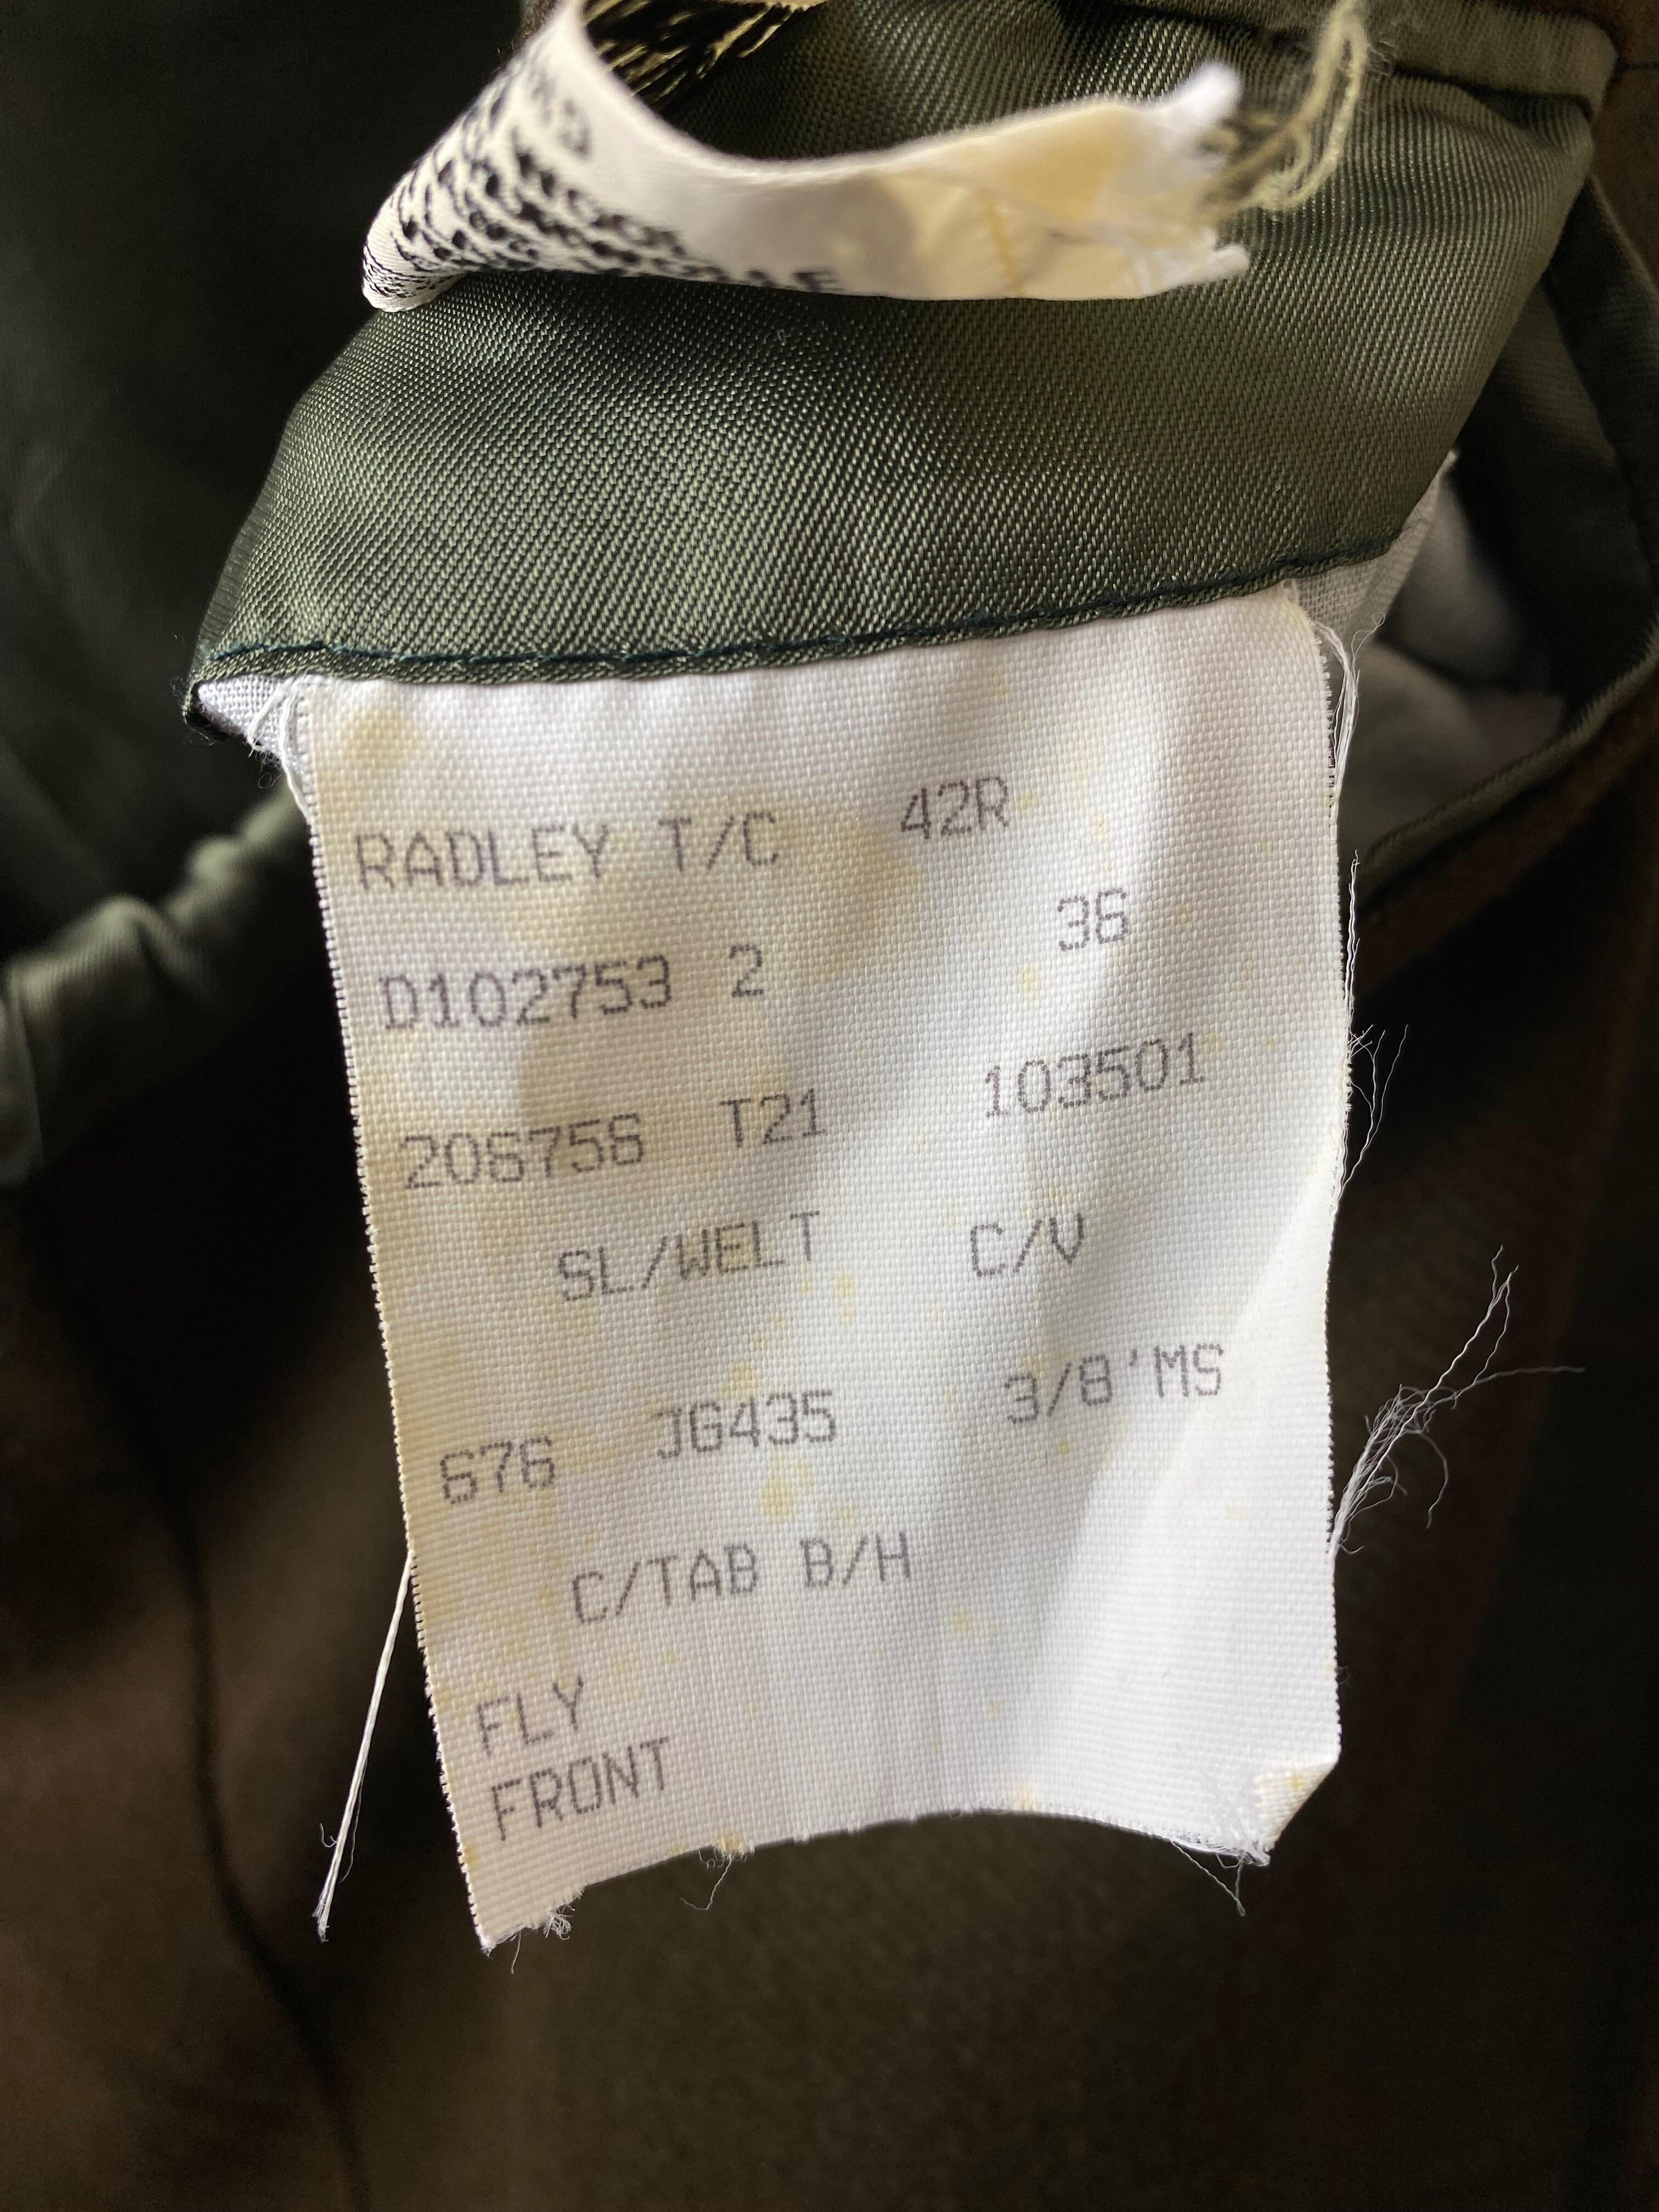 RADLEY T/C 42R
D102753 2 36
206756 T21 103501
SL/WELT C/V
676 JG435 3/8'MS
C/TAB B/H
FLY
FRONT